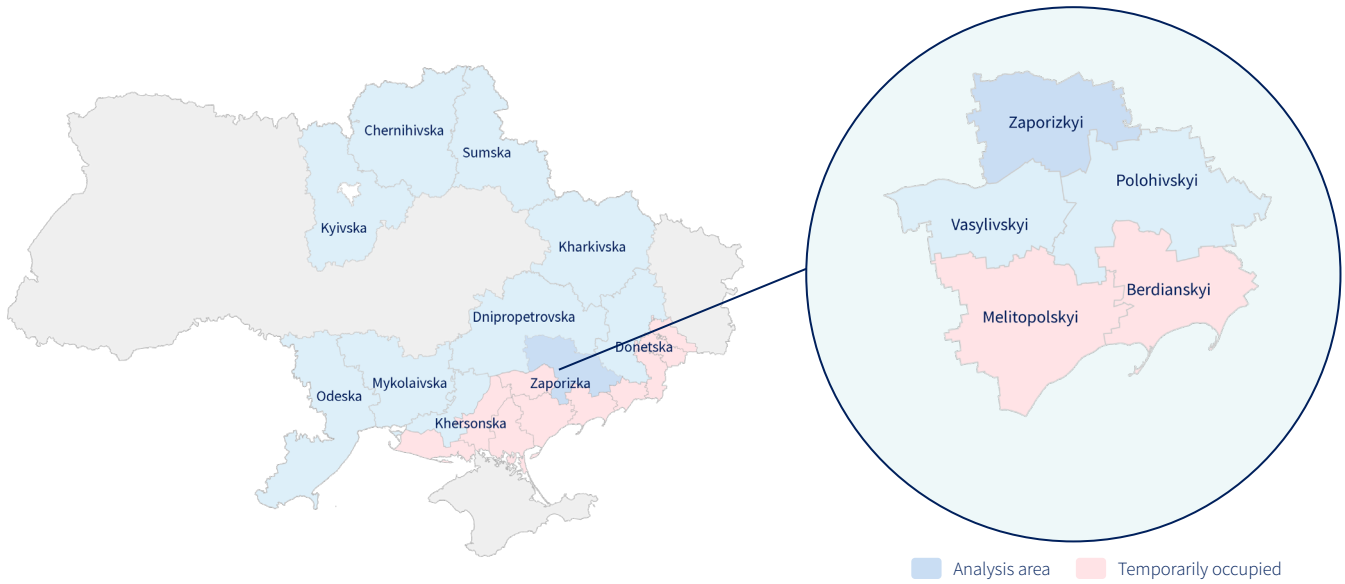 Chernihivska
Sumska
Kyivska
Kharkivska
Dnipropetrovska
Donetska
Zaporizka
Mykolaivska
Odeska
Khersonska
Zaporizkyi
Polohivskyi
Vasylivskyi
Berdianskyi
Melitopolskyi
Analysis area
Temporarily occupied